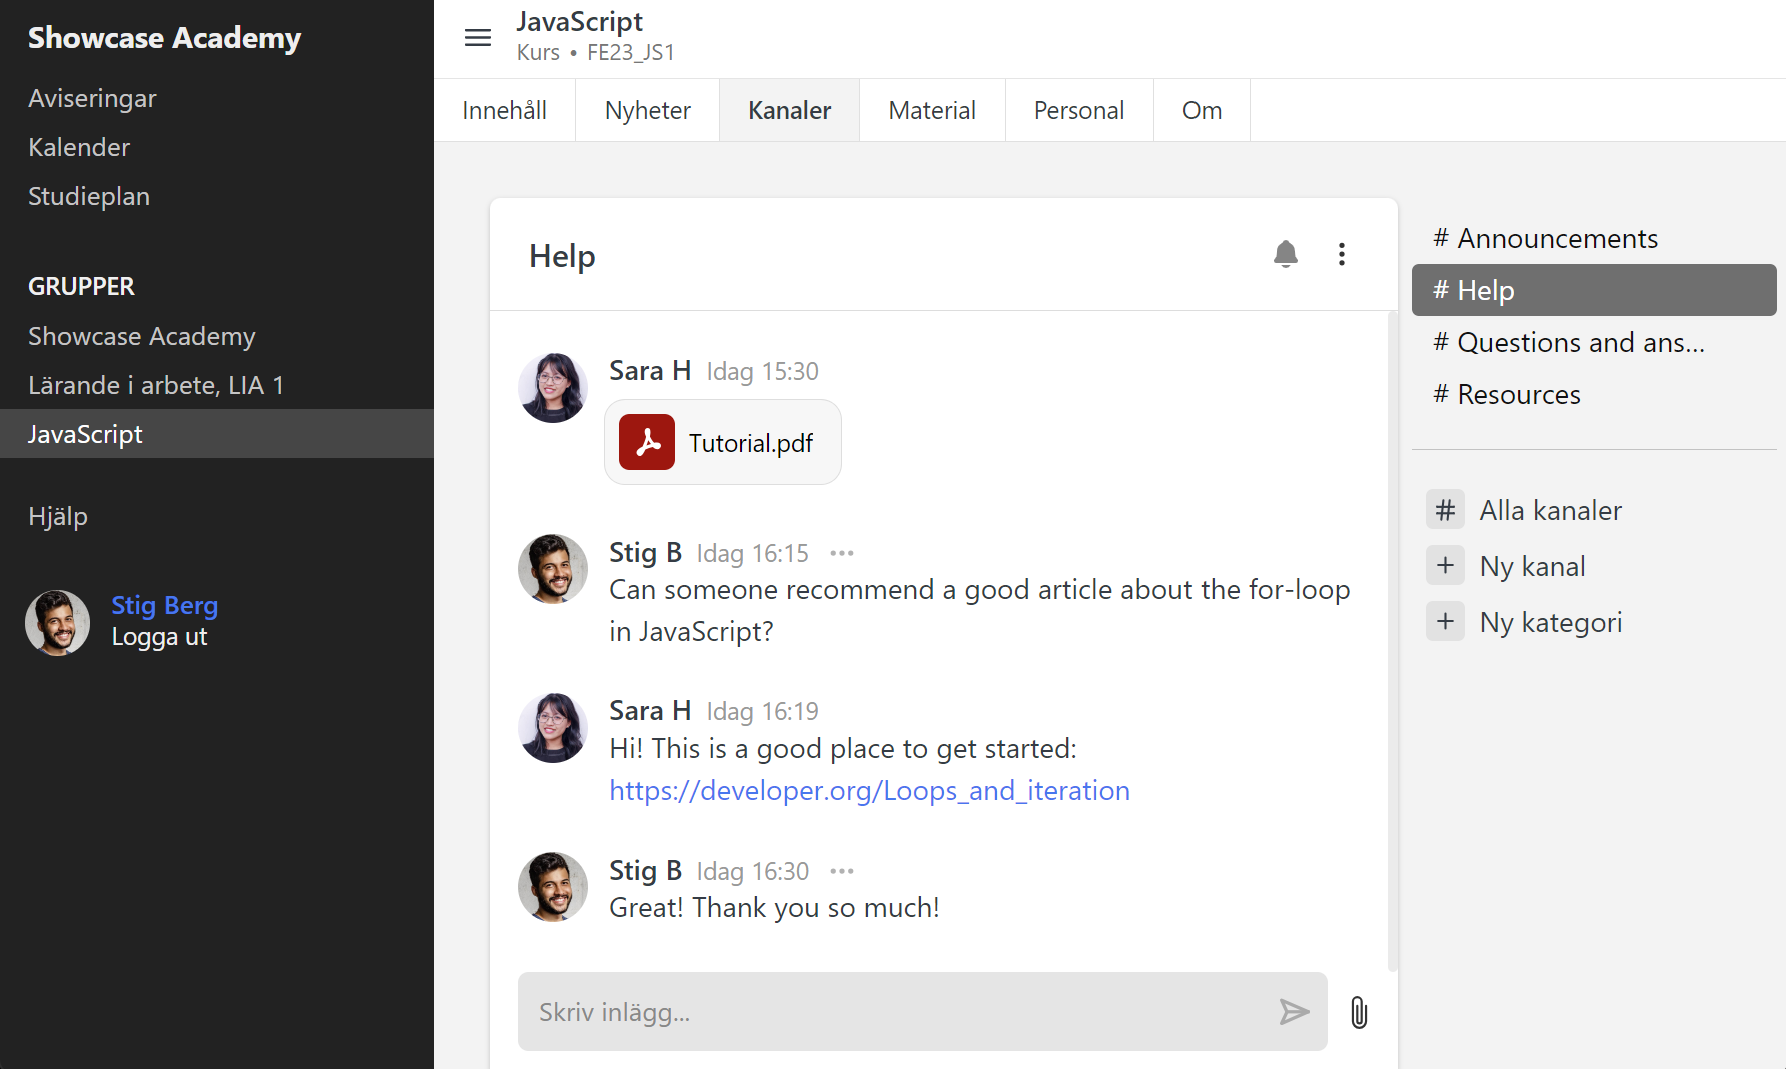 Showcase Academy
Aviseringar
Kalender
Studieplan
GRUPPER
Showcase Academy
Lärande i arbete, LIA 1
JavaScript
Hjälp
Stig Berg
Logga ut
JavaScript
Kurs • FE23_JS1
Innehåll
Nyheter
Kanaler
Material
Personal
Om
Help
Sara H Idag 15:30
Tutorial.pdf
Stig B Idag 16:15 •••
Can someone recommend a good article about the for-loop
in JavaScript?
Sara H Idag 16:19
Hi! This is a good place to get started:
https://developer.org/Loops_and_iteration
Stig B Idag 16:30 •••
Great! Thank you so much!
Skriv inlägg...
# Announcements
# Help
# Questions and ans...
# Resources
# Alla kanaler
+ Ny kanal
+ Ny kategori